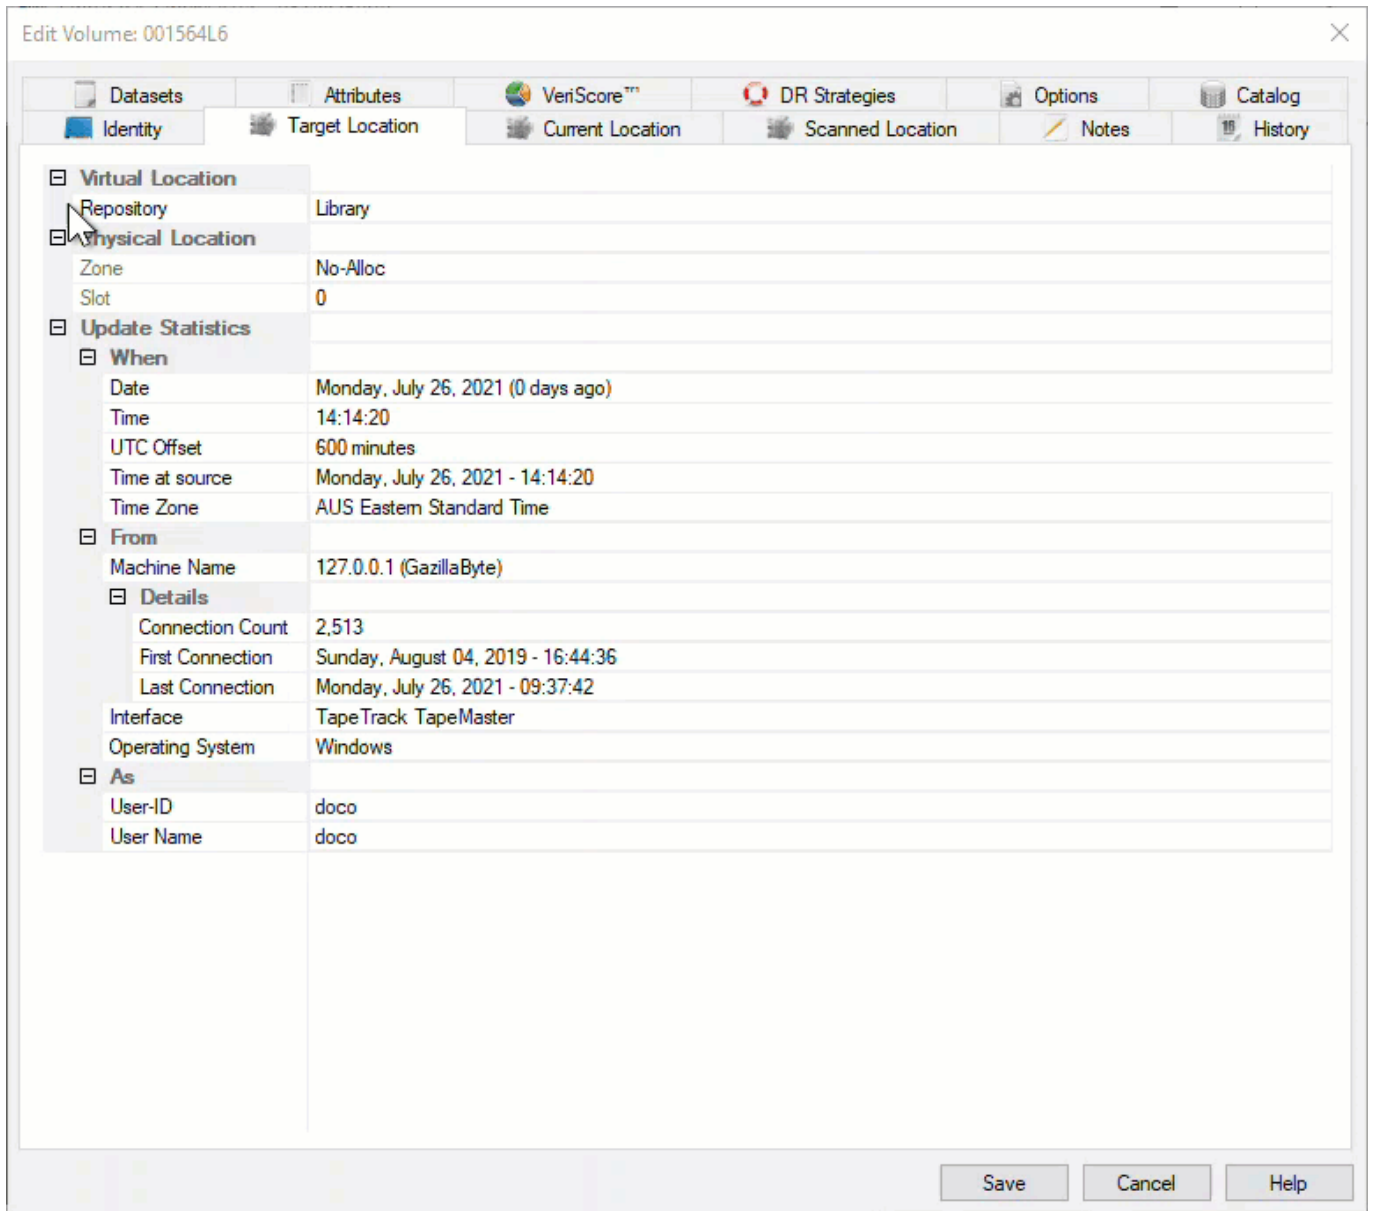 Edit Volume: 001564L6
Datasets Attributes VeriScore™ DR Strategies Options Catalog
Identity Target Location Current Location Scanned Location Notes History
Virtual Location
Repository Library
Physical Location
Zone No-Alloc
Slot 0
Update Statistics
When
Date Monday, July 26, 2021 (0 days ago)
Time 14:14:20
UTC Offset 600 minutes
Time at source Monday, July 26, 2021 - 14:14:20
Time Zone AUS Eastern Standard Time
From
Machine Name 127.0.0.1 (GazillaByte)
Details
Connection Count 2,513
First Connection Sunday, August 04, 2019 - 16:44:36
Last Connection Monday, July 26, 2021 - 09:37:42
Interface TapeTrack TapeMaster
Operating System Windows
As
User-ID doco
User Name doco
Save Cancel Help